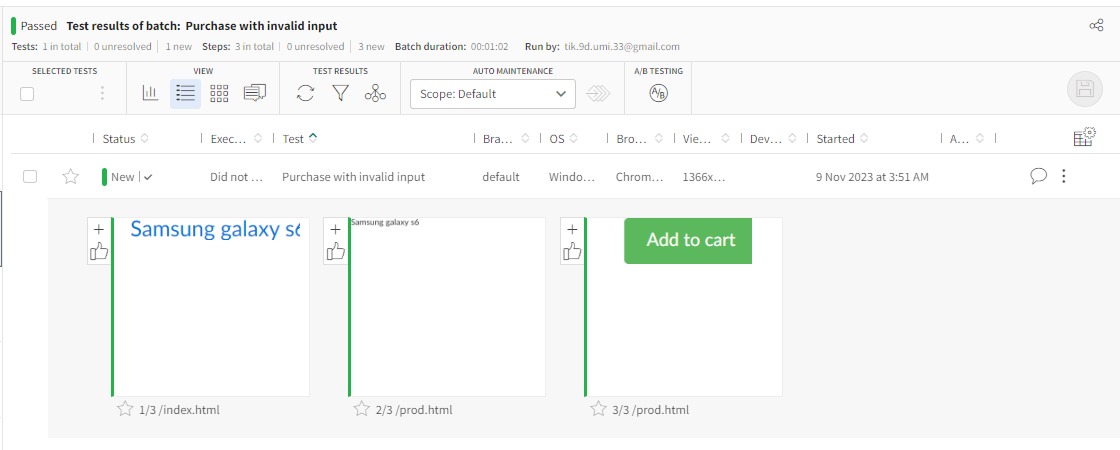 Passed Test results of batch: Purchase with invalid input
Tests: 1 in total | 0 unresolved | 1 new Steps: 3 in total | 0 unresolved | 3 new Batch duration: 00:01:02 Run by: tik.9d.umi.33@gmail.com
SELECTED TESTS VIEW TEST RESULTS AUTO MAINTENANCE A/B TESTING
Scope: Default A/B
Status Exec... Test Bra... OS Bro... Vie... Dev... Started A...
New Did not ... Purchase with invalid input default Windo... Chrom... 1366x... 9 Nov 2023 at 3:51 AM
Samsung galaxy s6 Samsung galaxy s6 Add to cart
1/3 /index.html 2/3 /prod.html 3/3 /prod.html